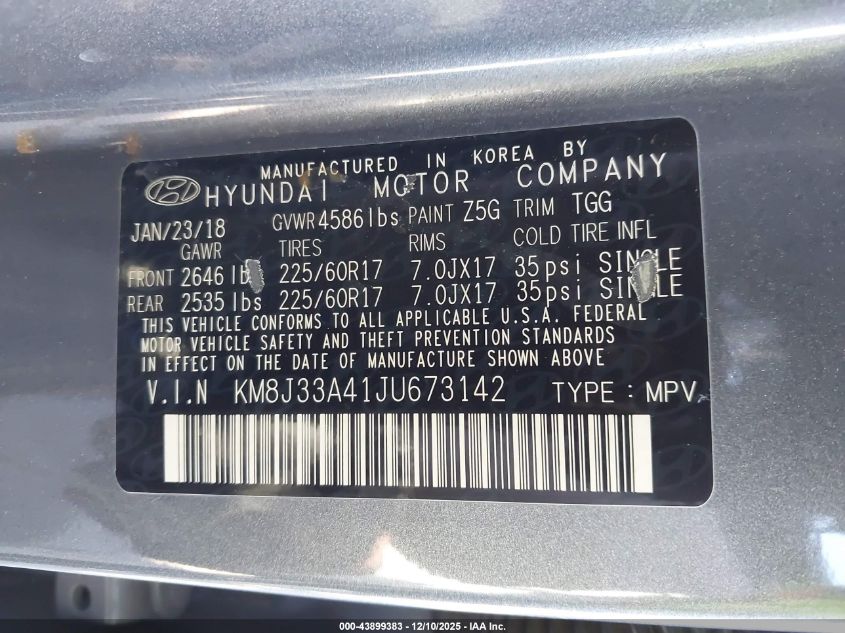 MANUFACTURED IN KOREA BY
HYUNDAI MOTOR COMPANY
JAN/23/18 GVWR 4586lbs PAINT Z5G TRIM TGG
GAWR TIRES RIMS COLD TIRE INFL
FRONT 2646 lb 225/60R17 7.0JX17 35psi SINGLE
REAR 2535 lbs 225/60R17 7.0JX17 35psi SINGLE
THIS VEHICLE CONFORMS TO ALL APPLICABLE U.S.A. FEDERAL
MOTOR VEHICLE SAFETY AND THEFT PREVENTION STANDARDS
IN EFFECT ON THE DATE OF MANUFACTURE SHOWN ABOVE
V.I.N KM8J33A41JU673142 TYPE : MPV
000-43899383 - 12/10/2025 - IAA Inc.